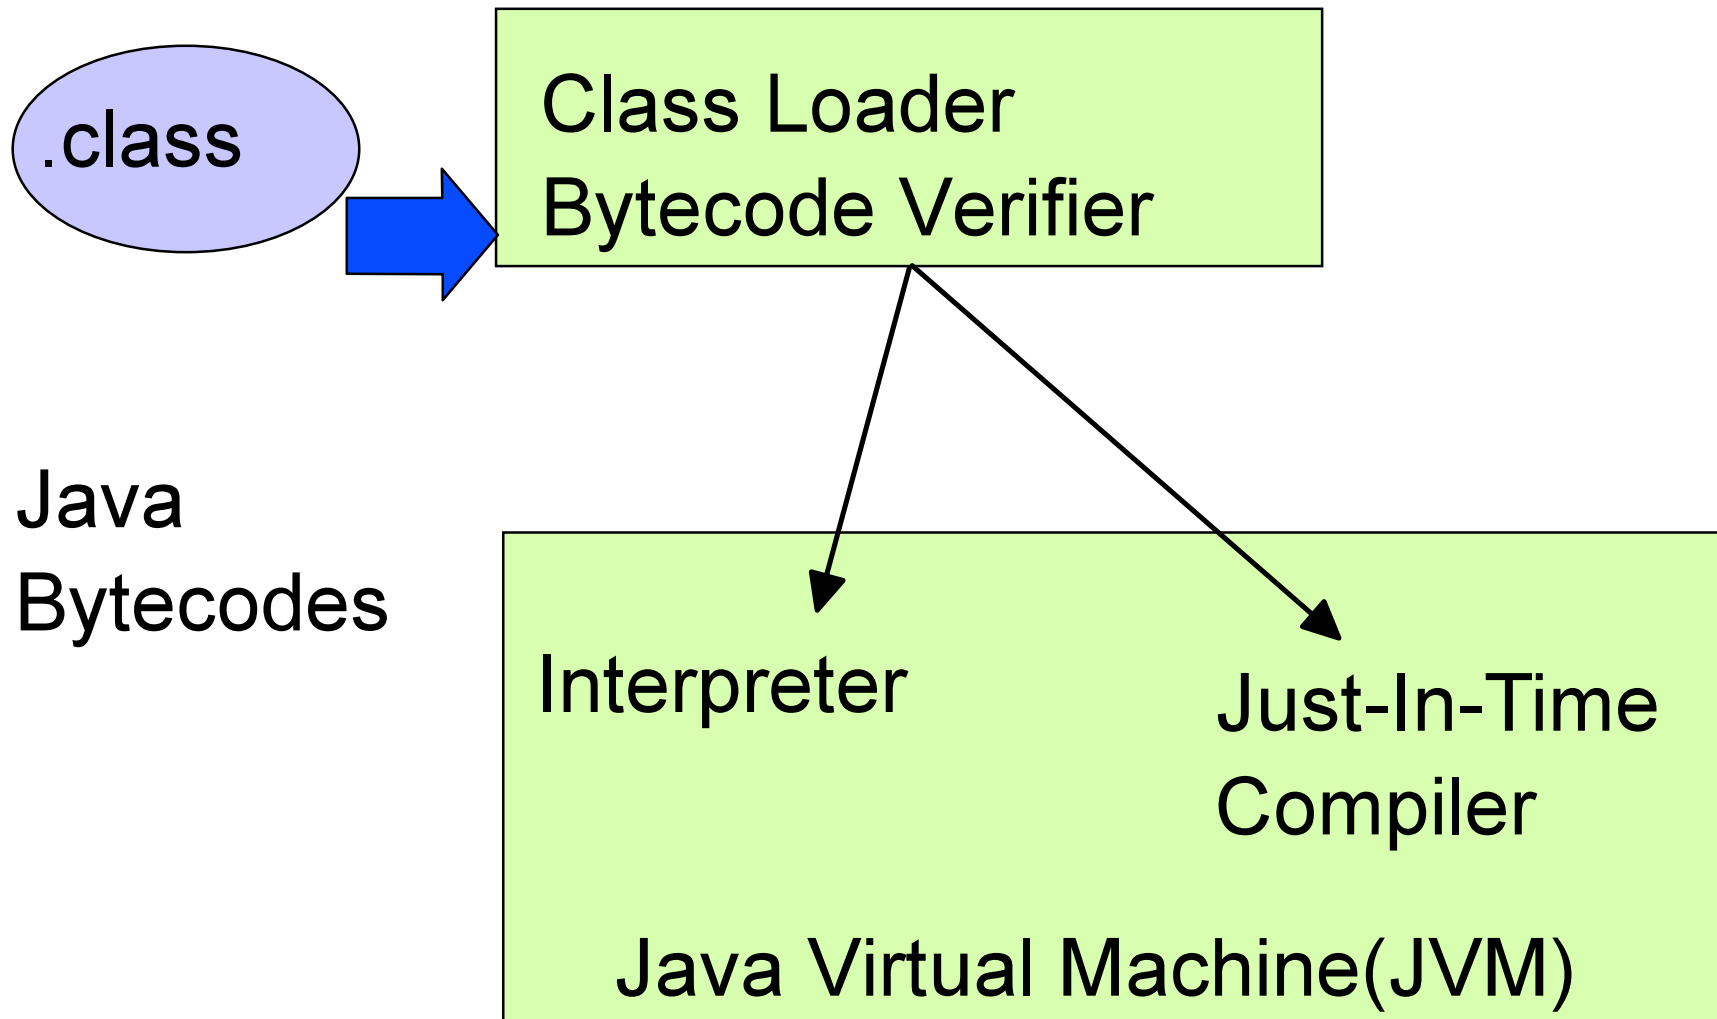 .class
Class Loader
Bytecode Verifier
Java
Bytecodes
Interpreter
Just-In-Time
Compiler
Java Virtual Machine(JVM)